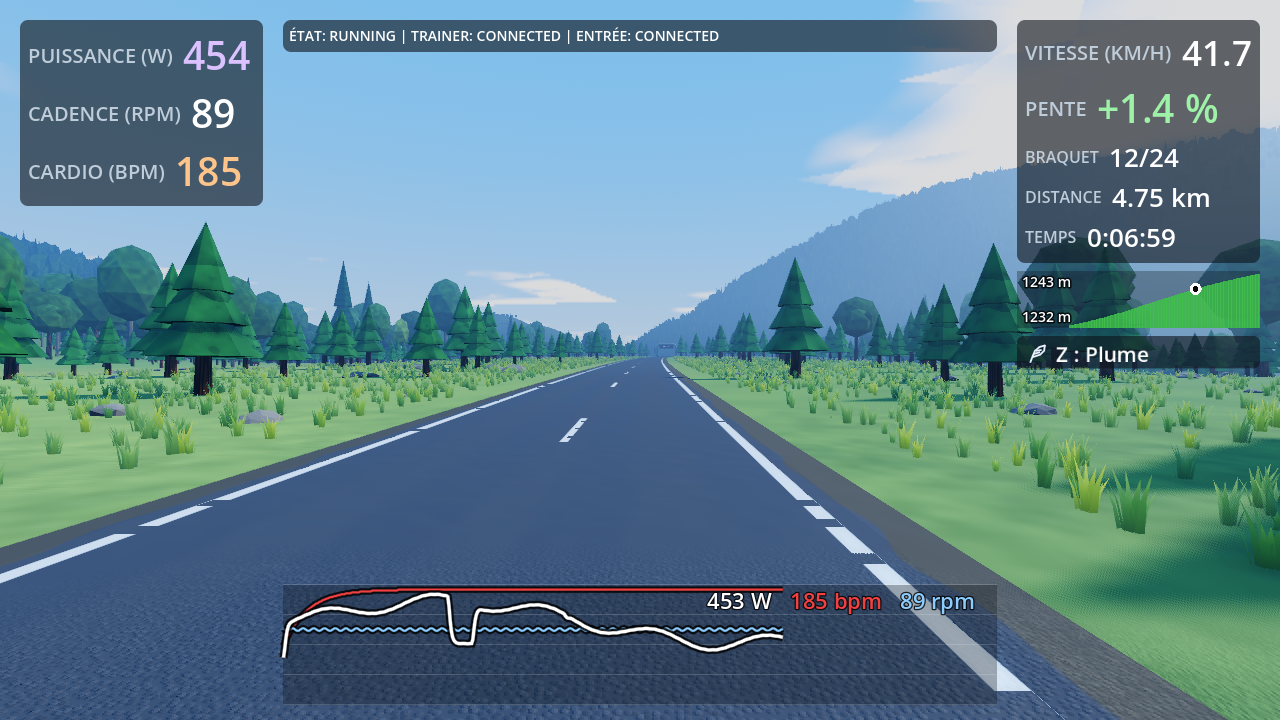 PUISSANCE (W) 454
CADENCE (RPM) 89
CARDIO (BPM) 185
ÉTAT: RUNNING | TRAINER: CONNECTED | ENTRÉE: CONNECTED
VITESSE (KM/H) 41.7
PENTE +1.4 %
BRAQUET 12/24
DISTANCE 4.75 km
TEMPS 0:06:59
1243 m
1232 m
Z : Plume
453 W 185 bpm 89 rpm